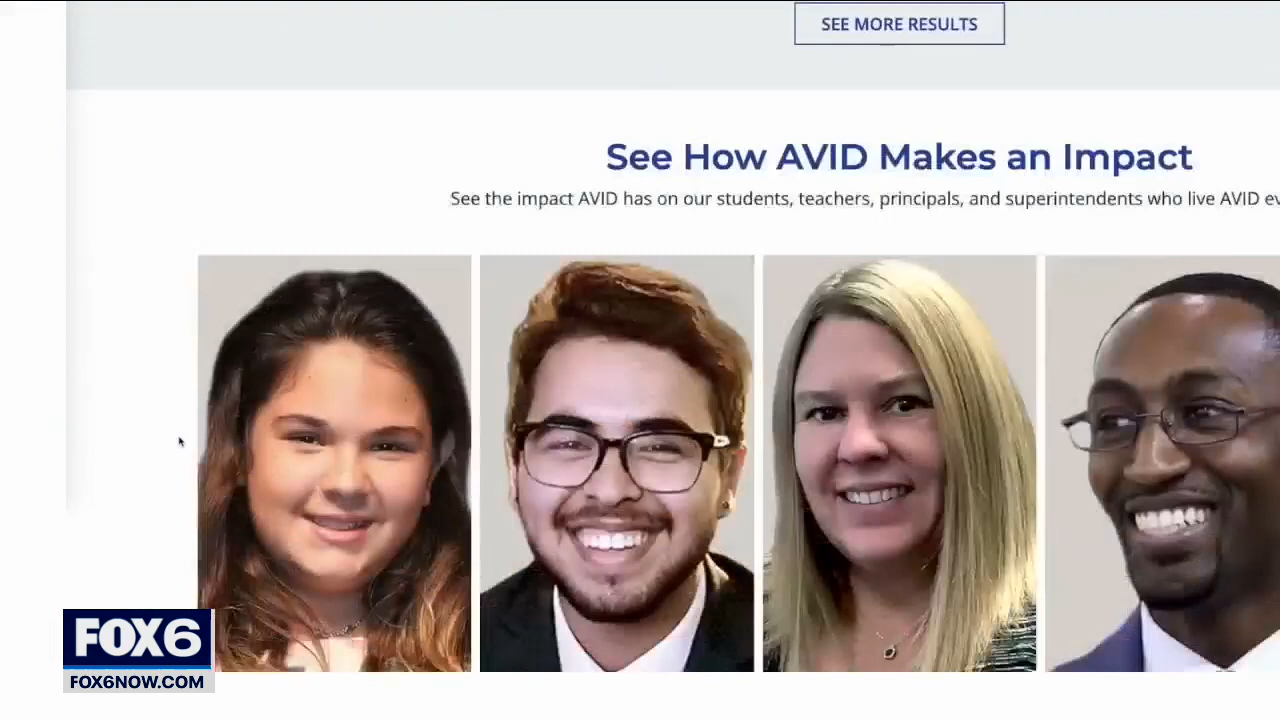 SEE MORE RESULTS
See How AVID Makes an Impact
See the impact AVID has on our students, teachers, principals, and superintendents who live AVID ev
FOX6
FOX6NOW.COM